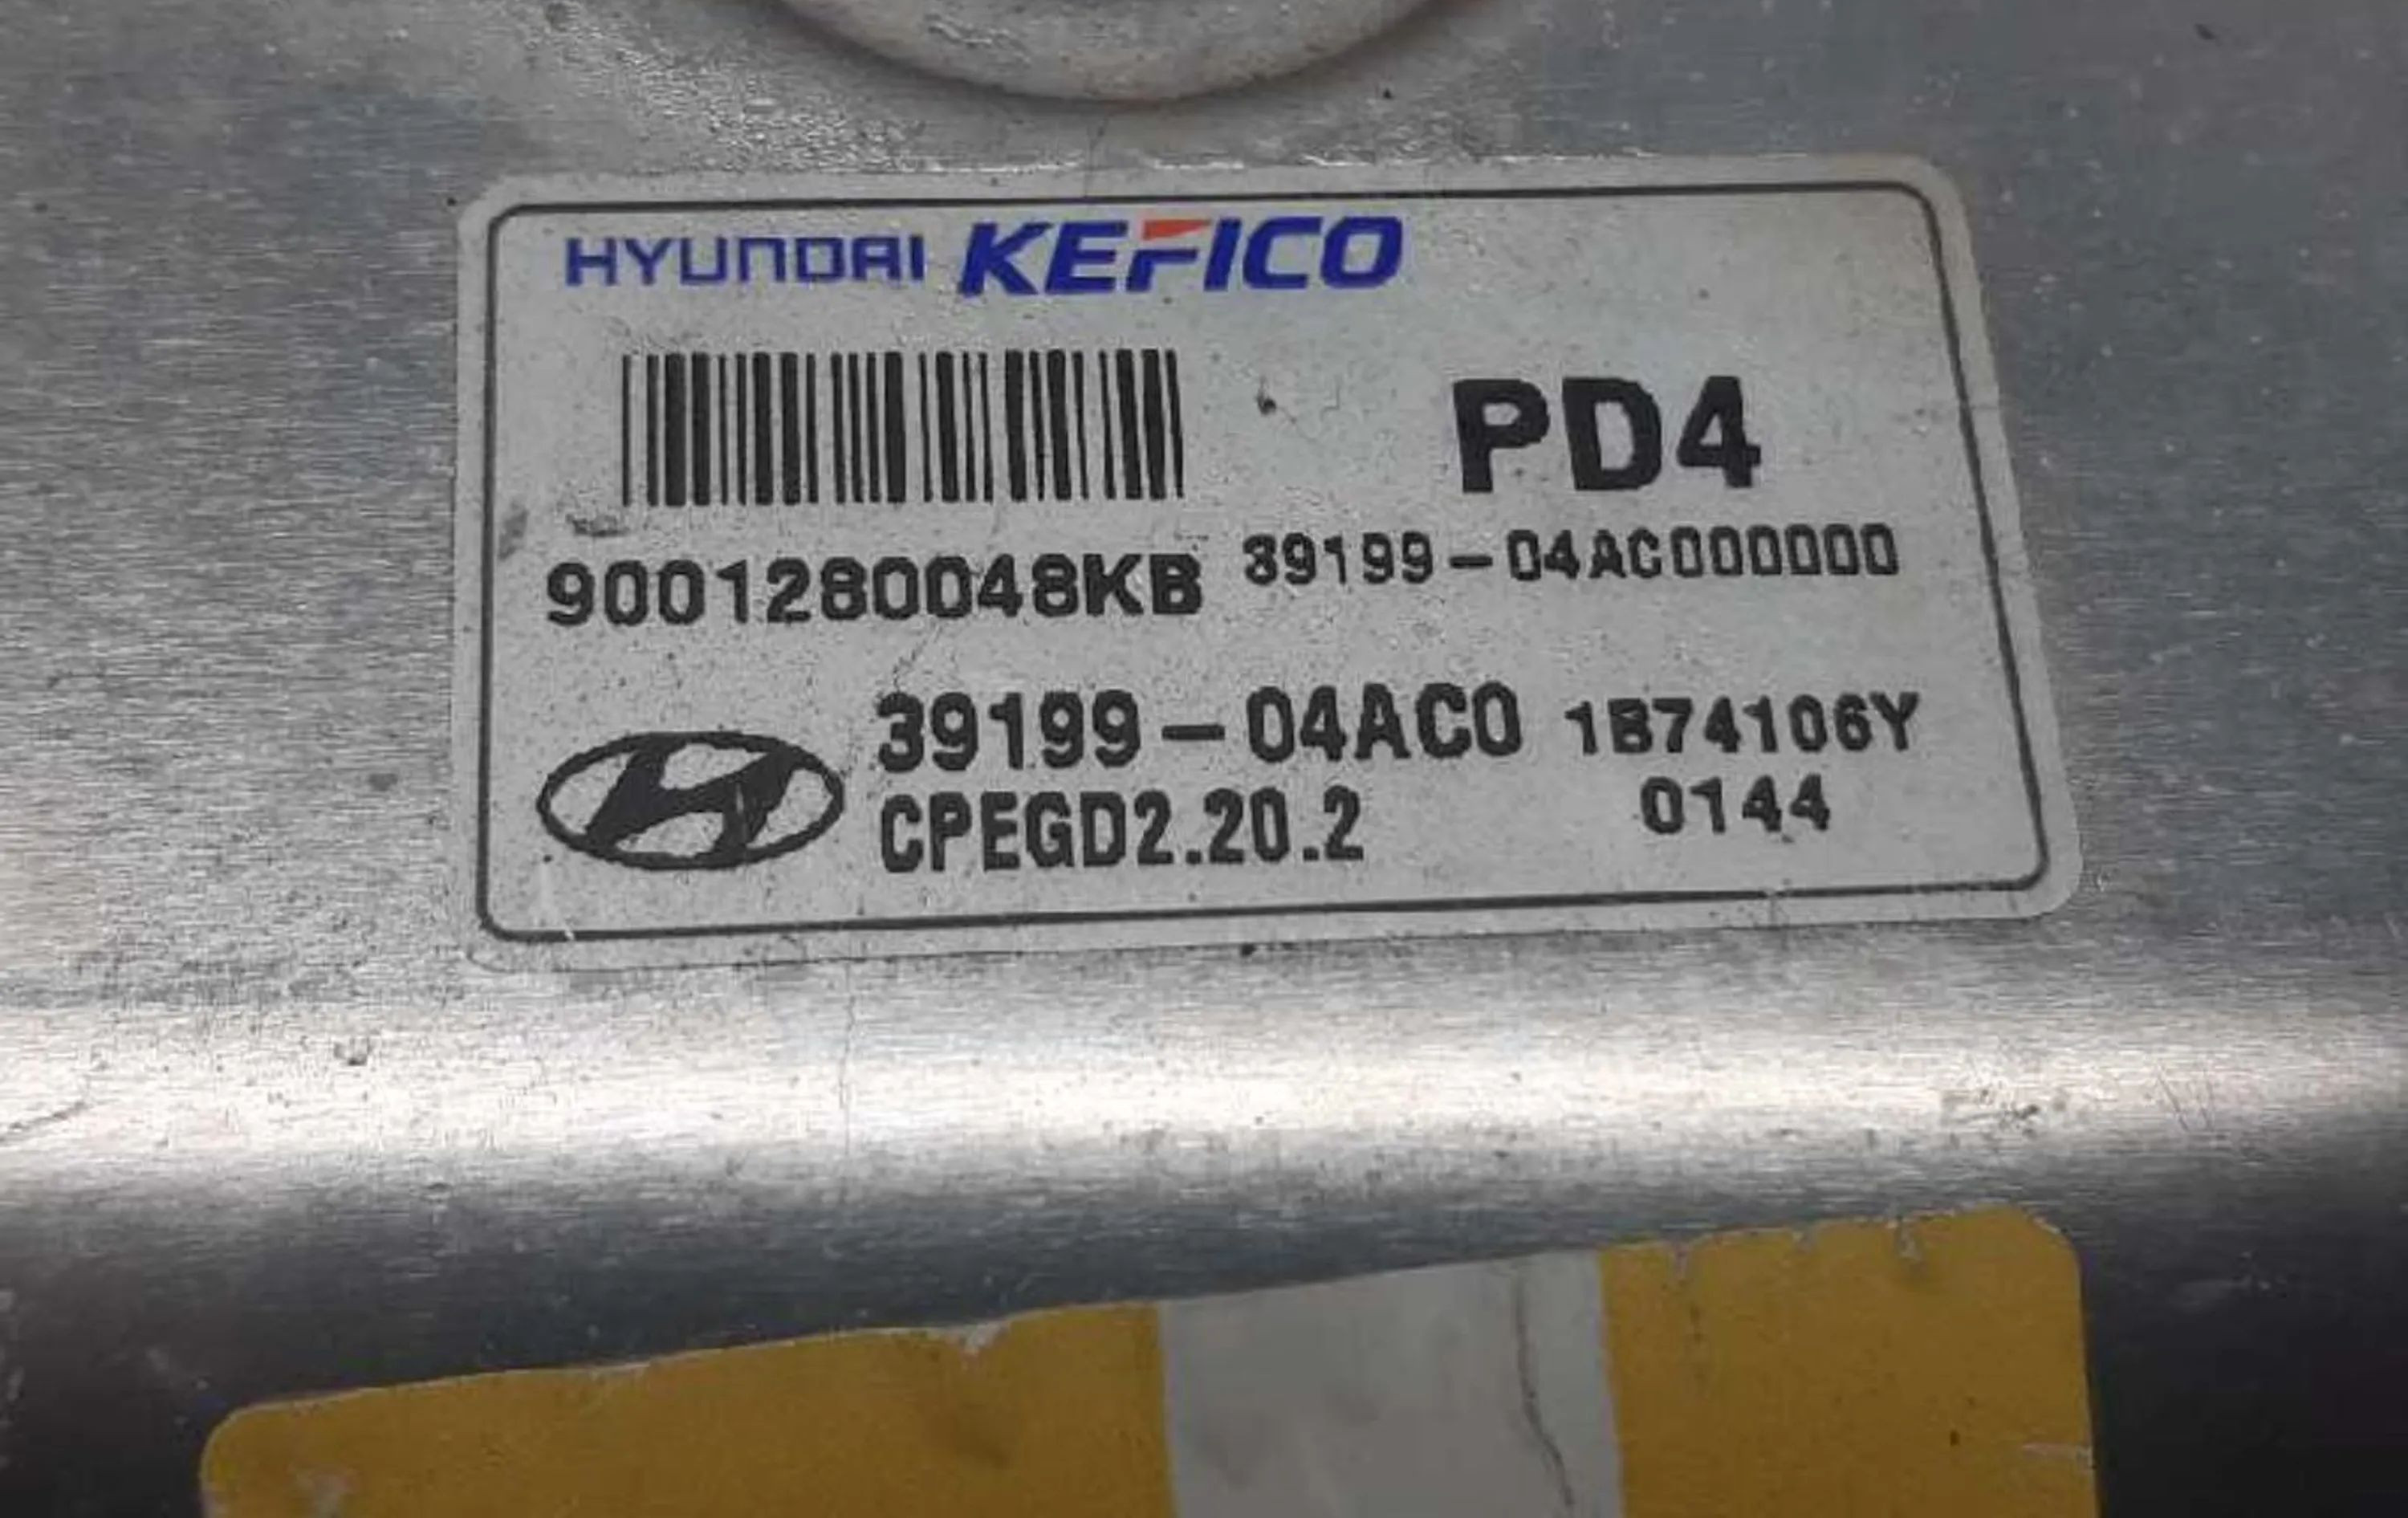 HYUNDAI KEFICO
PD4
9001280048KB
39199-04AC000000
39199-04AC0
1B74106Y
CPEGD2.20.2
0144